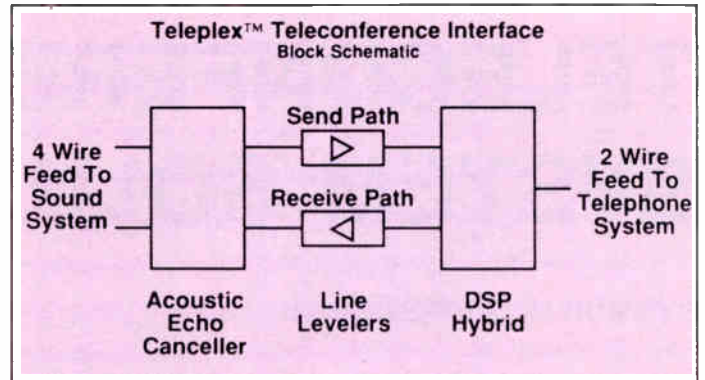 Teleplex™ Teleconference Interface
Block Schematic
4 Wire
Feed To
Sound
System
Send Path
Receive Path
2 Wire
Feed To
Telephone
System
Acoustic
Echo
Canceller
Line
Levelers
DSP
Hybrid